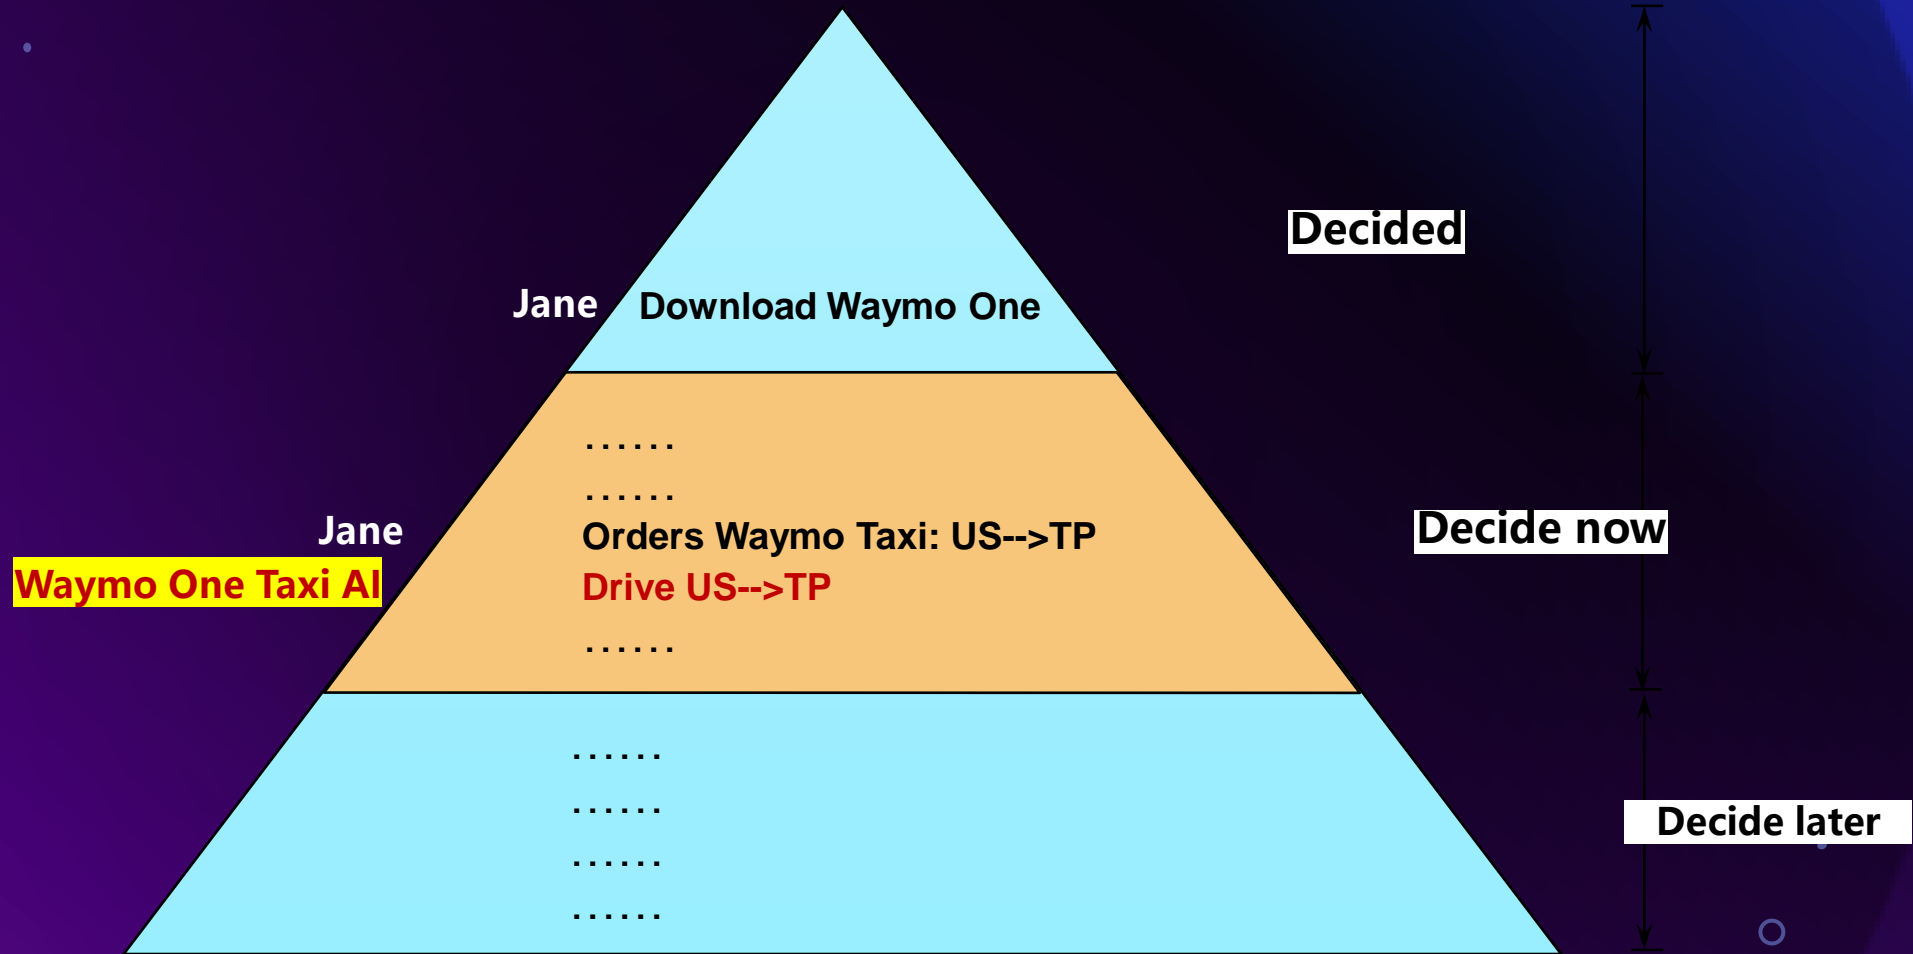 Decided
Jane Download Waymo One
......
......
Jane Orders Waymo Taxi: US-->TP
Decide now
Waymo One Taxi AI Drive US-->TP
......
......
......
Decide later
......
......